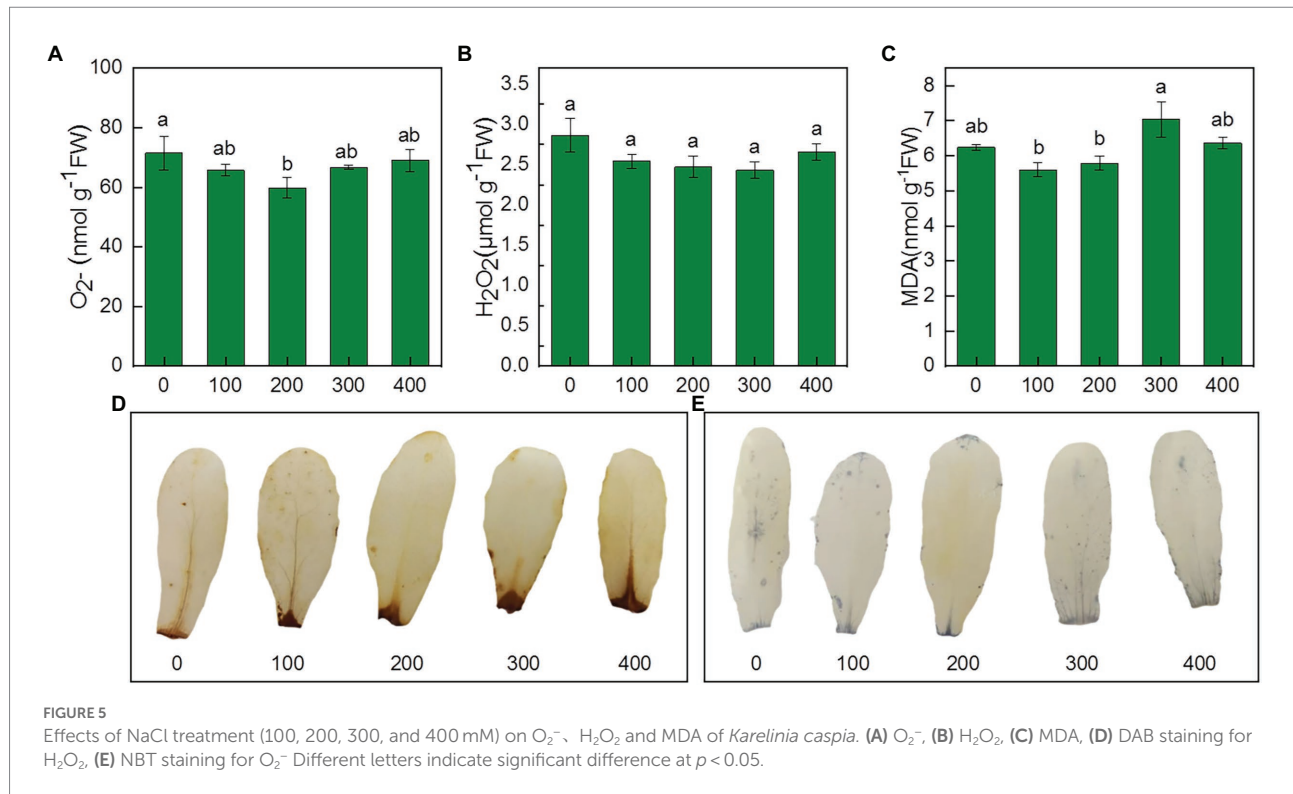 A
B
C
100
80
60
40
20
0
O₂- (nmol g⁻¹FW)
a
ab
b
ab
ab
0 100 200 300 400
3.5
3.0
2.5
2.0
1.5
1.0
0.5
0.0
H₂O₂(μmol g⁻¹FW)
a
a
a
a
a
0 100 200 300 400
8
7
6
5
4
3
2
1
0
MDA(nmol g⁻¹FW)
ab
b
b
a
ab
0 100 200 300 400
D
0 100 200 300 400
E
0 100 200 300 400
FIGURE 5
Effects of NaCl treatment (100, 200, 300, and 400 mM) on O₂⁻、H₂O₂ and MDA of Karelinia caspia. (A) O₂⁻, (B) H₂O₂, (C) MDA, (D) DAB staining for
H₂O₂, (E) NBT staining for O₂⁻ Different letters indicate significant difference at p < 0.05.